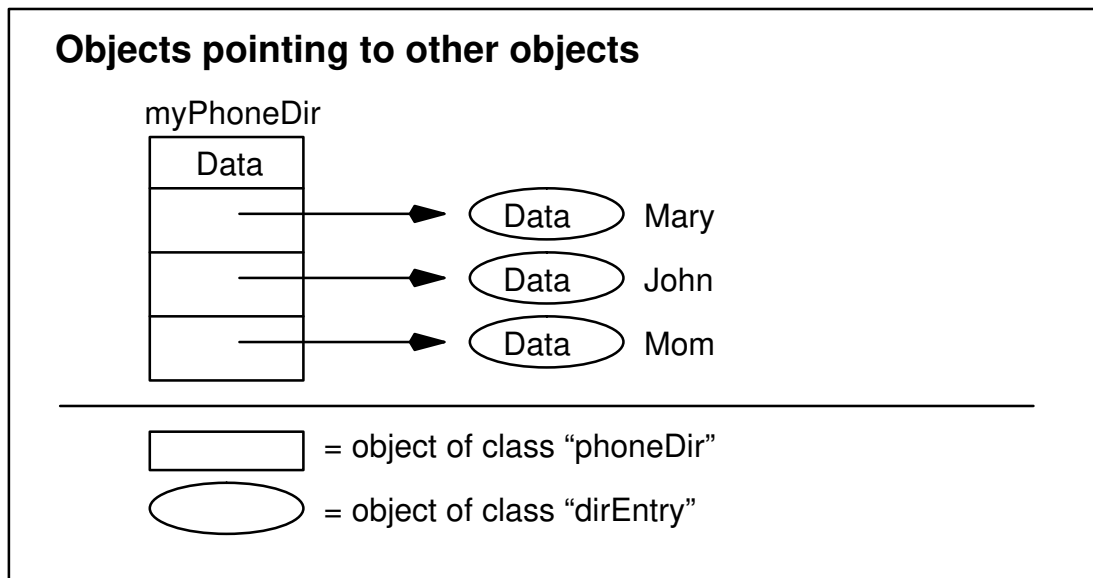 Objects pointing to other objects
myPhoneDir
Data
Data Mary
Data John
Data Mom
= object of class “phoneDir”
= object of class “dirEntry”